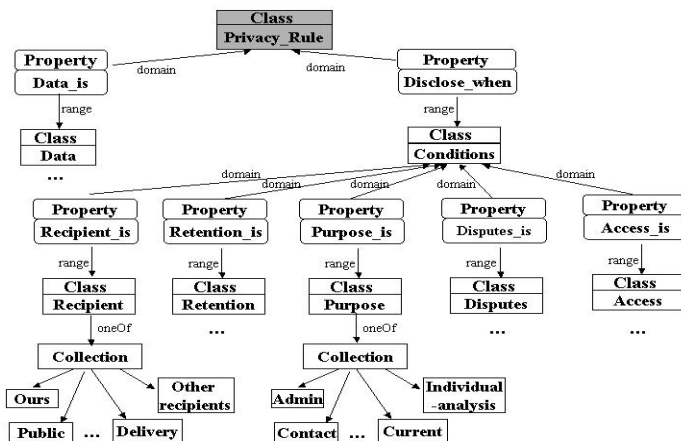 Class
Privacy_Rule
Property
Data_is
domain
domain
Property
Disclose_when
range
range
Class
Data
...
Class
Conditions
domain
domain
domain
domain
domain
Property
Recipient_is
Property
Retention_is
Property
Purpose_is
Property
Disputes_is
Property
Access_is
range
range
range
range
range
Class
Recipient
Class
Retention
...
Class
Purpose
Class
Disputes
...
Class
Access
...
oneOf
oneOf
Collection
Collection
Ours
Other
recipients
Public
...
Delivery
Admin
Individual
-analysis
Contact
...
Current